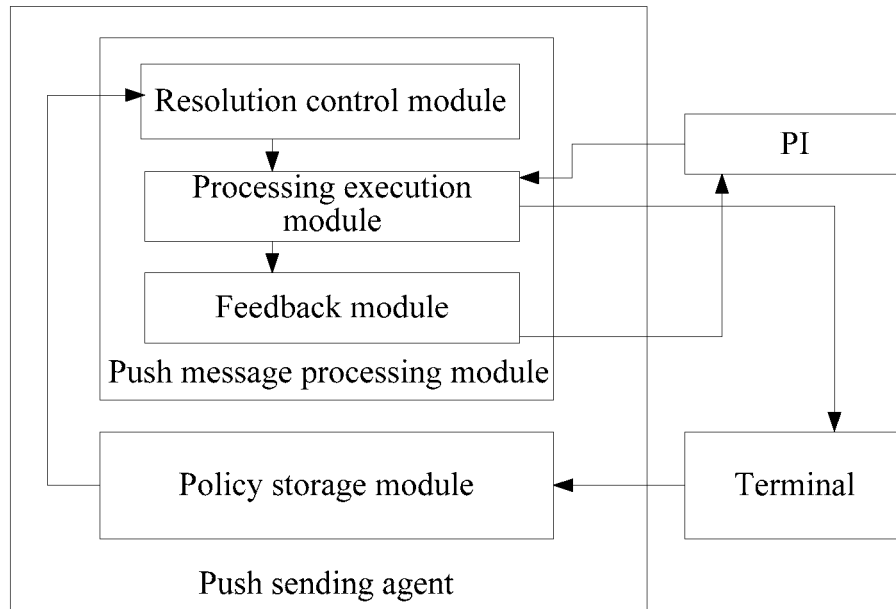 Resolution control module
PI
Processing execution
module
Feedback module
Push message processing module
Policy storage module
Terminal
Push sending agent